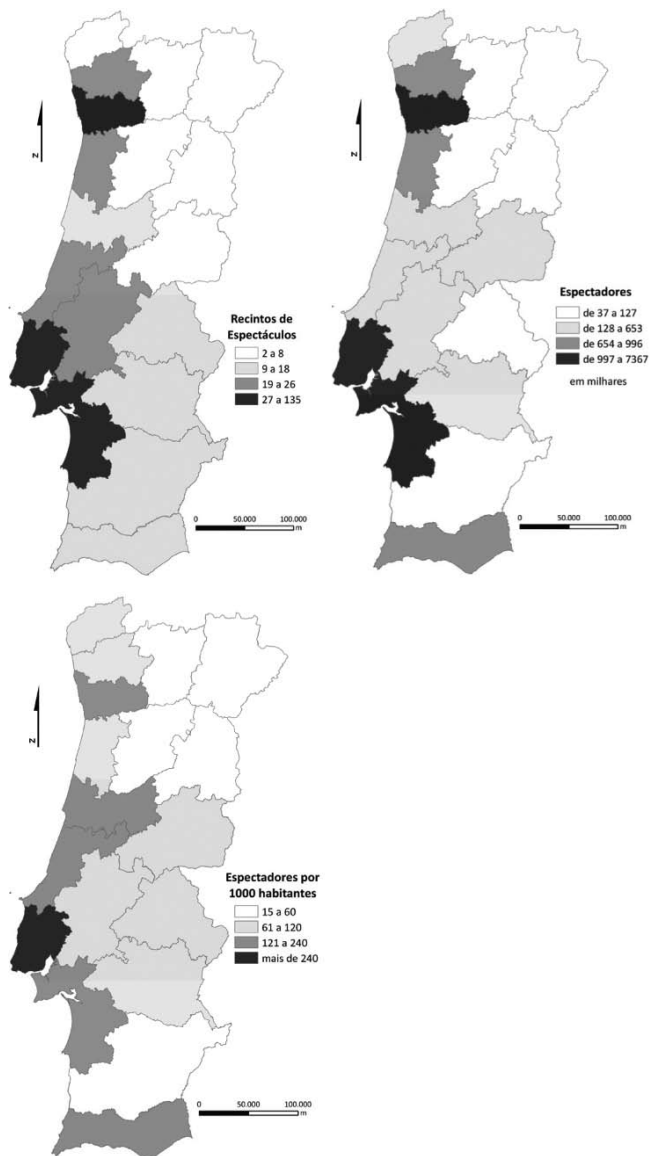 N
Recintos de
Espectáculos
2 a 8
9 a 18
19 a 26
27 a 135
0 50.000 100.000
m
N
Espectadores
de 37 a 127
de 128 a 653
de 654 a 996
de 997 a 7367
em milhares
0 50.000 100.000
m
N
Espectadores por
1000 habitantes
15 a 60
61 a 120
121 a 240
mais de 240
0 50.000 100.000
m